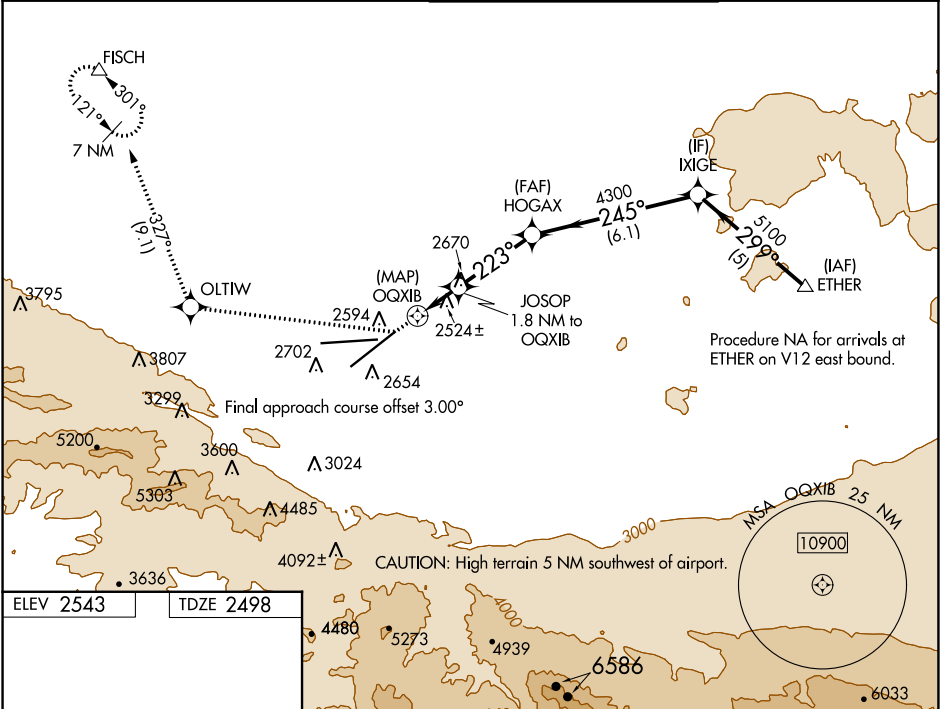 FISCH
301°
121°
7 NM
327°
(9.1)
OLTIW
(IF)
IXIGE
(FAF)
HOGAX
4300
245°
(6.1)
5100
299°
(5)
(IAF)
ETHER
2670
223°
(MAP)
OQXIB
JOSOP
1.8 NM to
OQXIB
2594
2524±
2702
2654
Procedure NA for arrivals at
ETHER on V12 east bound.
3795
3807
3299
Final approach course offset 3.00°
5200
3600
3024
5303
4485
4092±
3000
CAUTION: High terrain 5 NM southwest of airport.
MSA OQXIB 25 NM
10900
3636
ELEV 2543
TDZE 2498
4000
4480
5273
4939
6586
6033